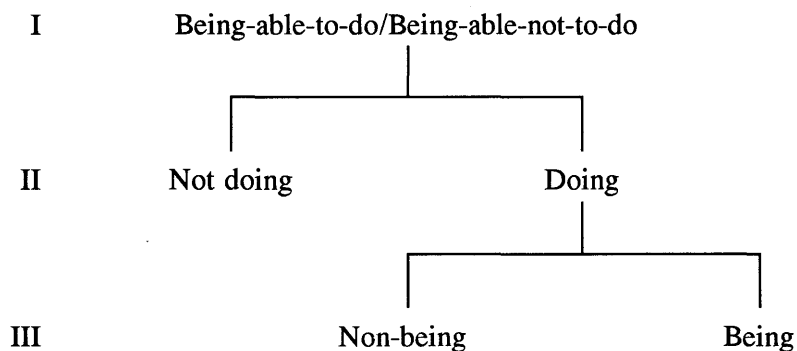 I Being-able-to-do/Being-able-not-to-do
II Not doing Doing
III Non-being Being